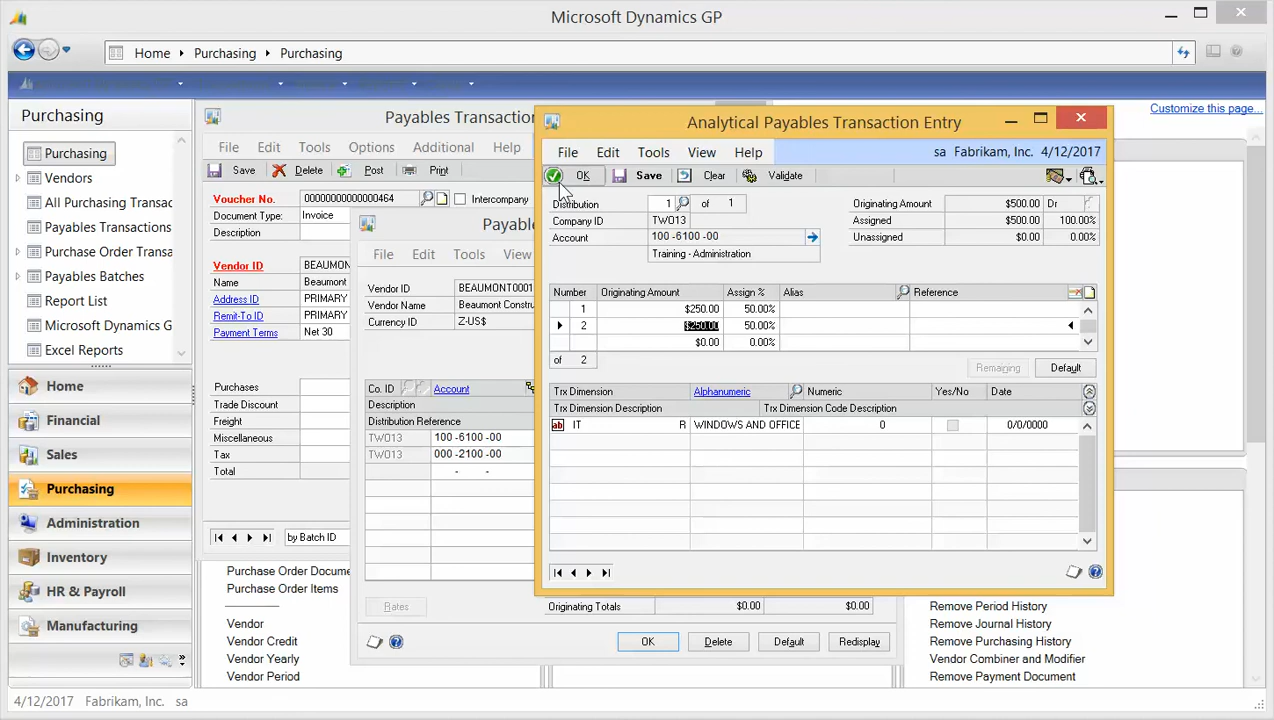 Microsoft Dynamics GP
Home Purchasing Purchasing
Customize this page...
Purchasing
Purchasing
Vendors
All Purchasing Transac
Payables Transactions
Purchase Order Transa
Payables Batches
Report List
Microsoft Dynamics G
Excel Reports
Home
Financial
Sales
Purchasing
Administration
Inventory
HR & Payroll
Manufacturing
Payables Transactio
File Edit Tools Options Additional Help
Save Delete Post Print
Voucher No. 00000000000000464 Intercompany
Document Type: Invoice
Description
Vendor ID BEAUMONT
Name Beaumont
Address ID PRIMARY
Remit-To ID PRIMARY
Payment Terms Net 30
Purchases
Trade Discount
Freight
Miscellaneous
Tax
Total
by Batch ID
Payab
File Edit Tools View
Vendor ID BEAUMONT0001
Vendor Name Beaumont Constru
Currency ID Z-US$
Co. ID Account
Description
Distribution Reference
TWO13 100 -6100 -00
TWO13 000 -2100 -00
- -
Rates Originating Totals $0.00 $0.00
OK Delete Default Redisplay
Analytical Payables Transaction Entry
File Edit Tools View Help sa Fabrikam, Inc. 4/12/2017
OK Save Clear Validate
Distribution 1 of 1 Originating Amount $500.00 Dr
Company ID TWO13 Assigned $500.00 100.00%
Account 100 -6100 -00 Unassigned $0.00 0.00%
Training - Administration
Number Originating Amount Assign % Alias Reference
1 $250.00 50.00%
2 $250.00 50.00%
$0.00 0.00%
of 2 Remaining Default
Trx Dimension Alphanumeric Numeric Yes/No Date
Trx Dimension Description Trx Dimension Code Description
ab IT R WINDOWS AND OFFICE 0 0/0/0000
Purchase Order Docume
Purchase Order Items
Vendor
Vendor Credit
Vendor Yearly
Vendor Period
Remove Period History
Remove Journal History
Remove Purchasing History
Vendor Combiner and Modifier
Remove Payment Document
4/12/2017 Fabrikam, Inc. sa